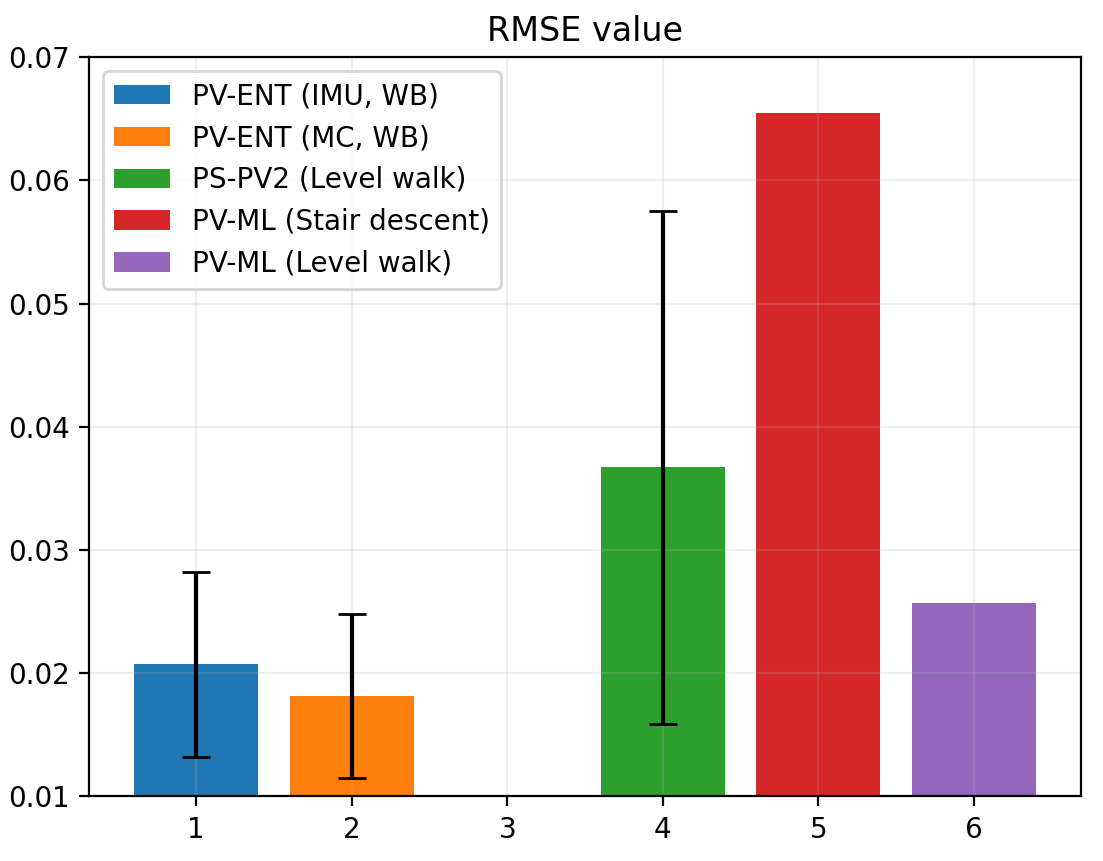 RMSE value
0.07
0.06
0.05
0.04
0.03
0.02
0.01
PV-ENT (IMU, WB)
PV-ENT (MC, WB)
PS-PV2 (Level walk)
PV-ML (Stair descent)
PV-ML (Level walk)
1 2 3 4 5 6